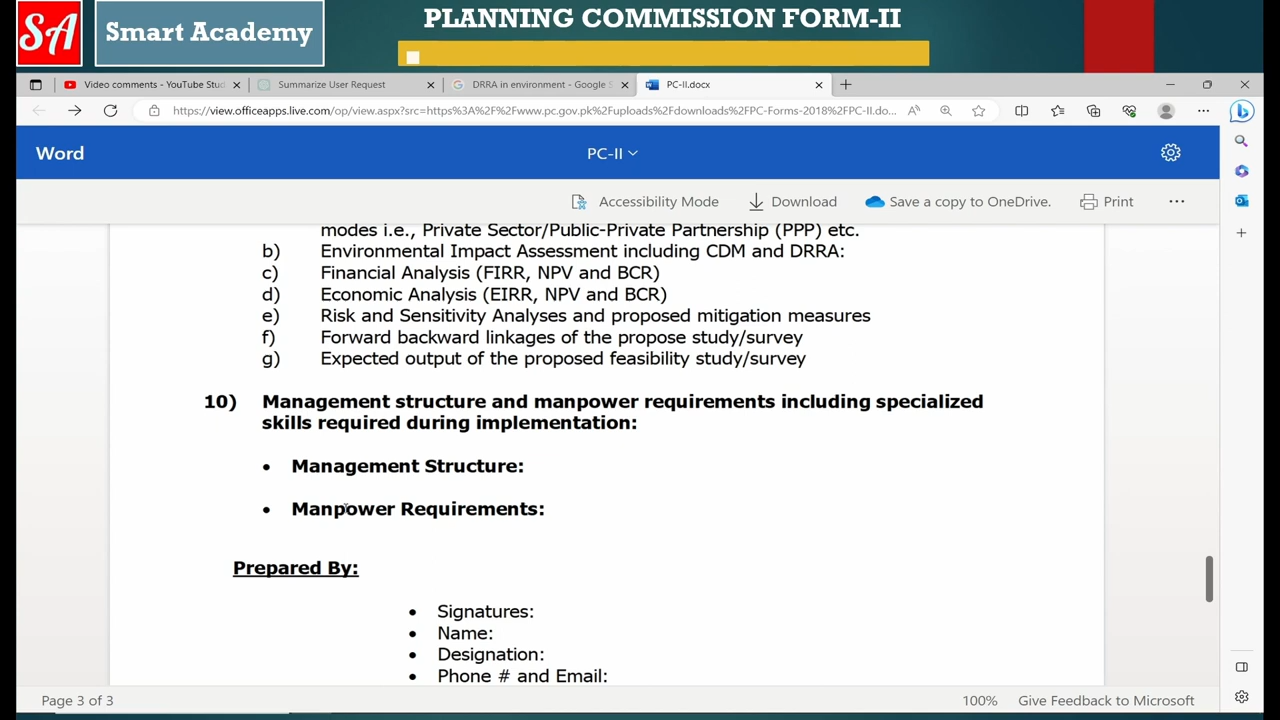 SA
Smart Academy
PLANNING COMMISSION FORM-II
Video comments - YouTube Stud
Summarize User Request
DRRA in environment - Google S
PC-II.docx
https://view.officeapps.live.com/op/view.aspx?src=https%3A%2F%2Fwww.pc.gov.pk%2Fuploads%2Fdownloads%2FPC-Forms-2018%2FPC-II.do...
Word
PC-II
Accessibility Mode
Download
Save a copy to OneDrive.
Print
modes i.e., Private Sector/Public-Private Partnership (PPP) etc.
b) Environmental Impact Assessment including CDM and DRRA:
c) Financial Analysis (FIRR, NPV and BCR)
d) Economic Analysis (EIRR, NPV and BCR)
e) Risk and Sensitivity Analyses and proposed mitigation measures
f) Forward backward linkages of the propose study/survey
g) Expected output of the proposed feasibility study/survey
10) Management structure and manpower requirements including specialized
skills required during implementation:
• Management Structure:
• Manpower Requirements:
Prepared By:
• Signatures:
• Name:
• Designation:
• Phone # and Email:
Page 3 of 3
100%
Give Feedback to Microsoft